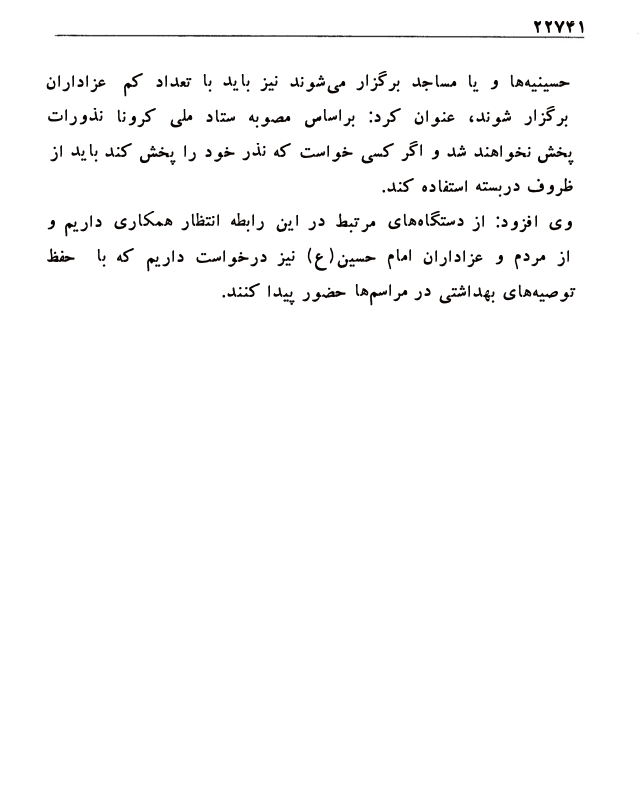 ۲۲۷۴۱
حسینیه‌ها و یا مساجد برگزار می‌شوند نیز باید با تعداد کم عزاداران
برگزار شوند، عنوان کرد: براساس مصوبه ستاد ملی کرونا نذورات
پخش نخواهند شد و اگر کسی خواست که نذر خود را پخش کند باید از
ظروف دربسته استفاده کند.
وی افزود: از دستگاه‌های مرتبط در این رابطه انتظار همکاری داریم و
از مردم و عزاداران امام حسین(ع) نیز درخواست داریم که با حفظ
توصیه‌های بهداشتی در مراسم‌ها حضور پیدا کنند.